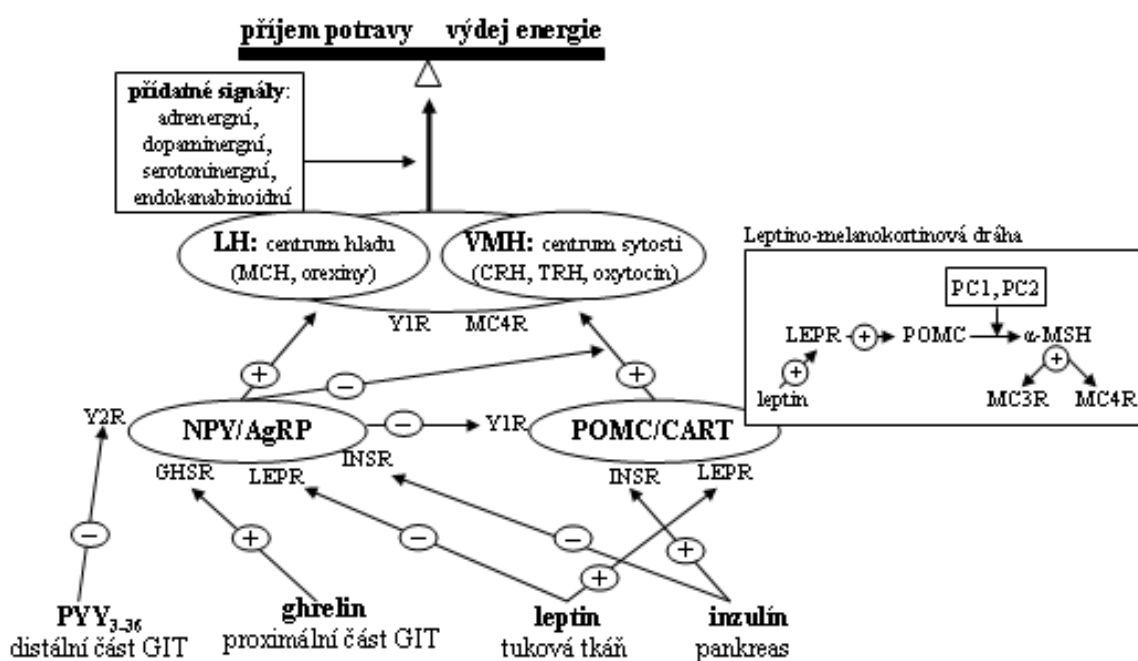 příjem potravy výdej energie
přídatné signály:
adrenergní,
dopaminergní,
serotoninergní,
endokanabinoidní
LH: centrum hladu
(MCH, orexiny)
VMH: centrum sytosti
(CRH, TRH, oxytocin)
Y1R MC4R
Leptino-melanokortinová dráha
PC1, PC2
LEPR + POMC α-MSH
+ +
leptin MC3R MC4R
+ − +
Y2R NPY/AgRP − Y1R POMC/CART
GHSR LEPR INSR INSR LEPR
− + − − + +
PYY3-36
distální část GIT
ghrelin
proximální část GIT
leptin
tuková tkáň
inzulín
pankreas